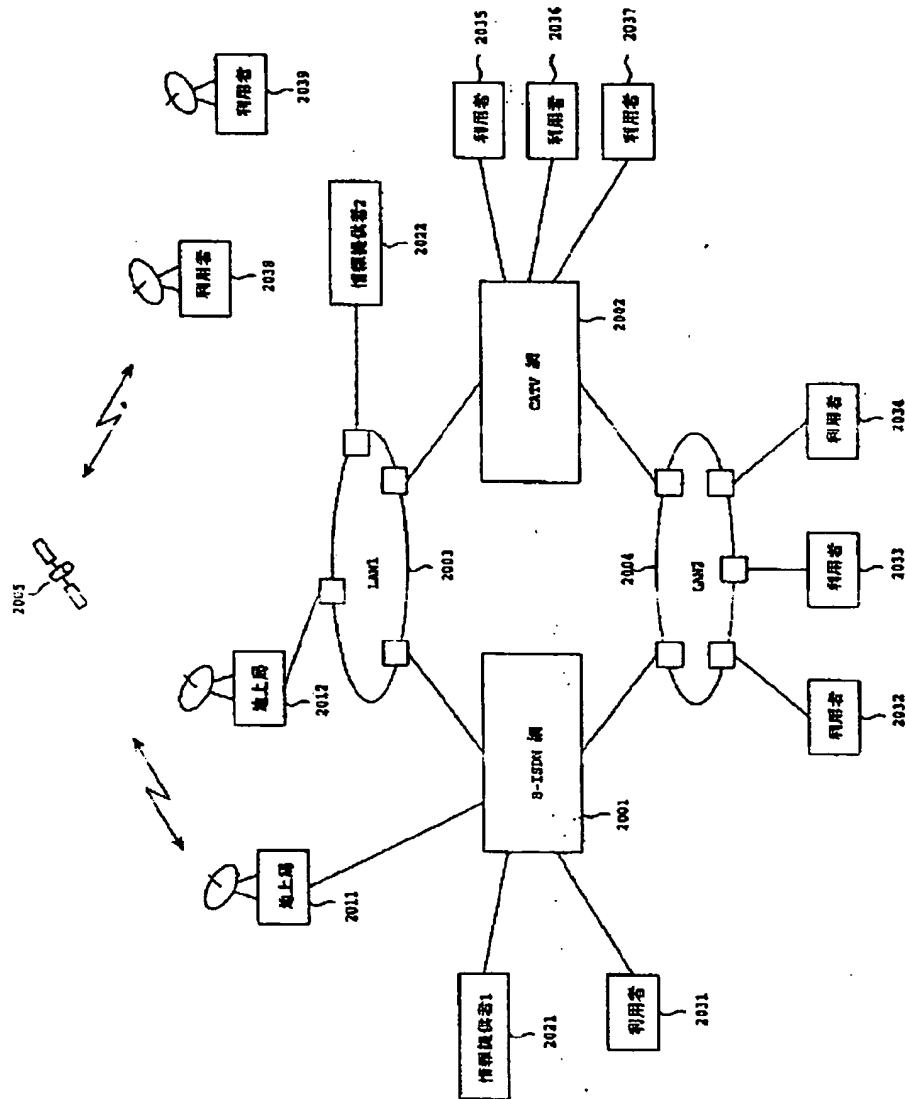 2005
利用者
2039
利用者
2038
情報提供者2
2022
地上局
2012
地上局
2011
LAN1
2003
CATV 網
2002
B-ISDN 網
2001
利用者
2035
利用者
2036
利用者
2037
情報提供者1
2021
利用者
2031
LAN2
2004
利用者
2032
利用者
2033
利用者
2034